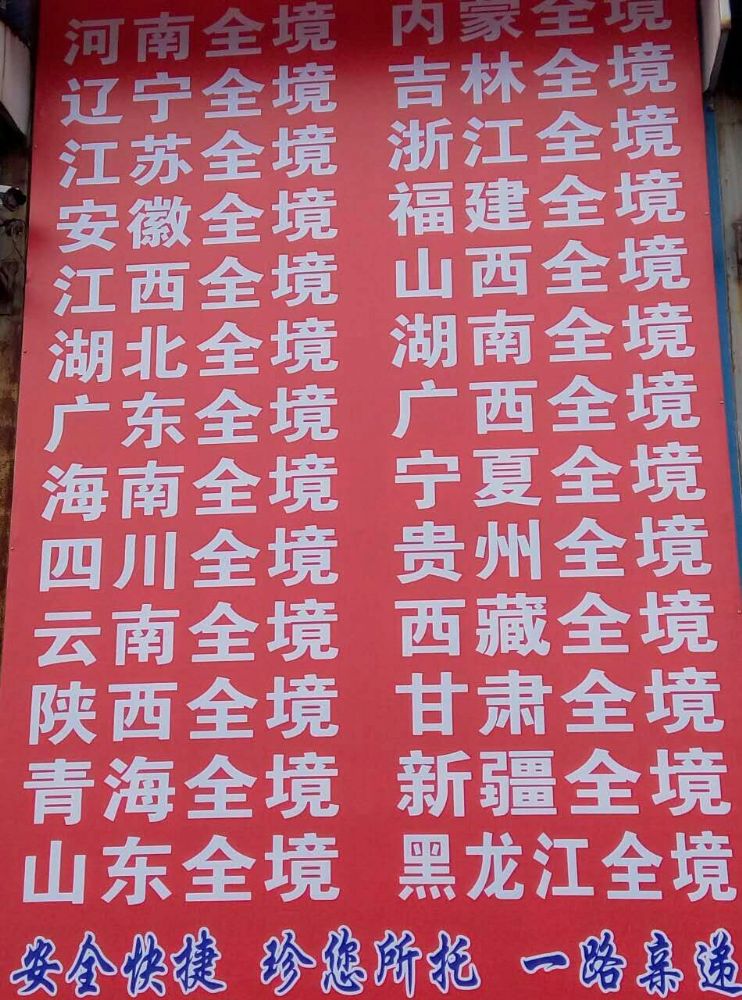 河南全境 内蒙全境
辽宁全境 吉林全境
江苏全境 浙江全境
安徽全境 福建全境
江西全境 山西全境
湖北全境 湖南全境
广东全境 广西全境
海南全境 宁夏全境
四川全境 贵州全境
云南全境 西藏全境
陕西全境 甘肃全境
青海全境 新疆全境
山东全境 黑龙江全境
安全快捷 珍您所托 一路亲递